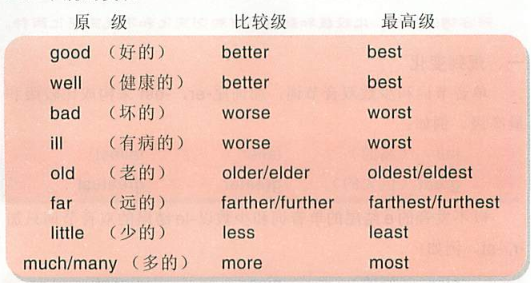 原 级 比较级 最高级
good （好的） better best
well （健康的） better best
bad （坏的） worse worst
ill （有病的） worse worst
old （老的） older/elder oldest/eldest
far （远的） farther/further farthest/furthest
little （少的） less least
much/many （多的） more most